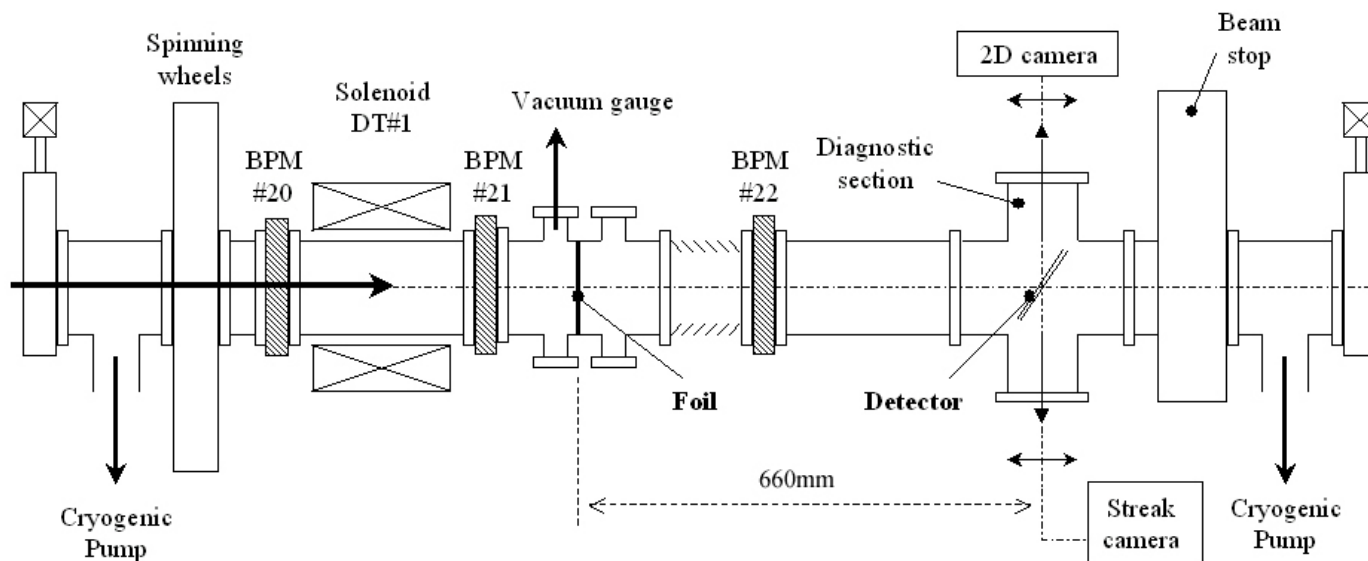 Spinning
wheels
Solenoid
DT#1
BPM
#20
BPM
#21
Vacuum gauge
BPM
#22
2D camera
Diagnostic
section
Beam
stop
Foil
Detector
660mm
Cryogenic
Pump
Streak
camera
Cryogenic
Pump